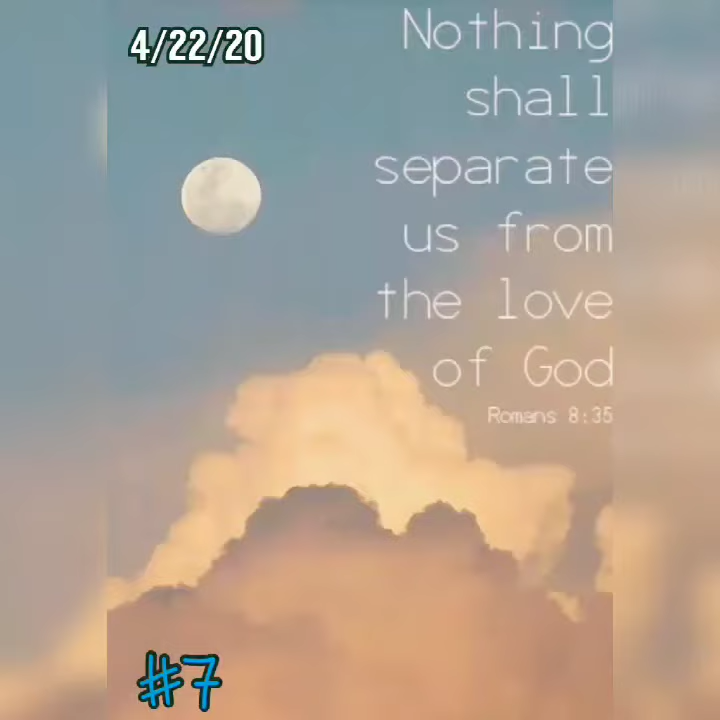 4/22/20
Nothing
shall
separate
us from
the love
of God
Romans 8:35
#7